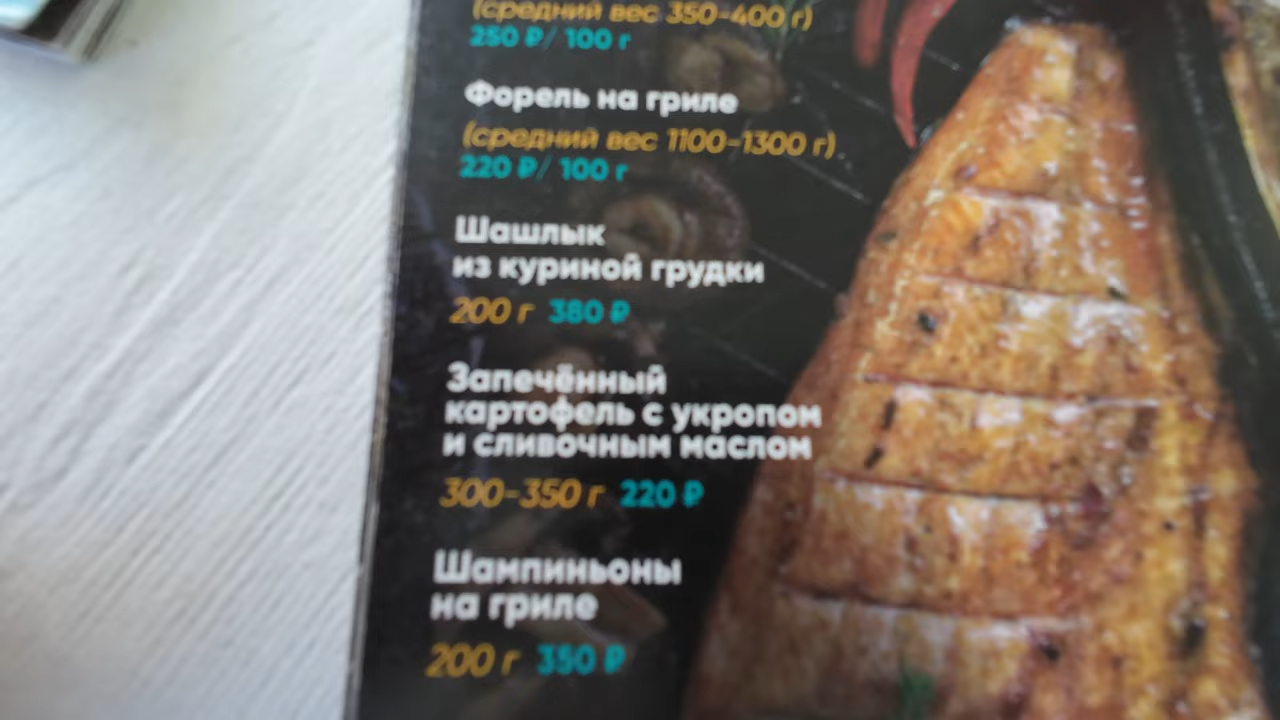 (средний вес 350-400 г)
250 ₽/ 100 г
Форель на гриле
(средний вес 1100-1300 г)
220 ₽/ 100 г
Шашлык
из куриной грудки
200 г 380 ₽
Запечённый
картофель с укропом
и сливочным маслом
300-350 г 220 ₽
Шампиньоны
на гриле
200 г 350 ₽